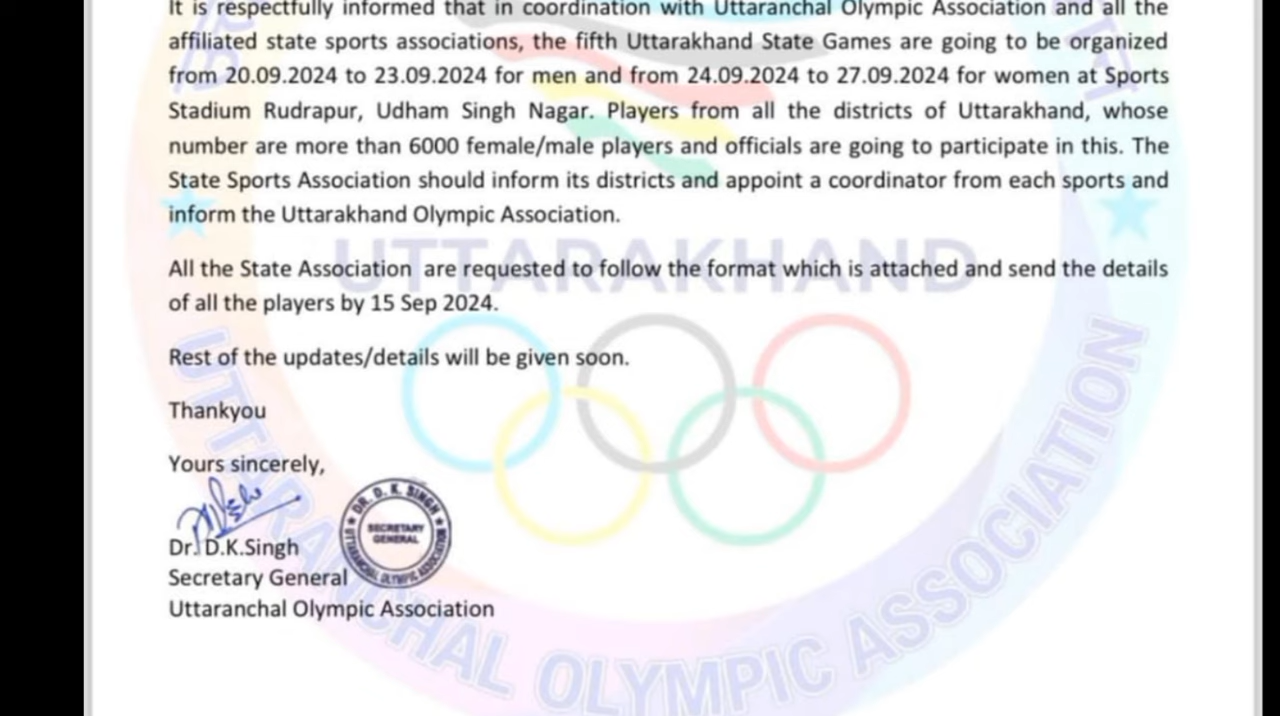 It is respectfully informed that in coordination with Uttaranchal Olympic Association and all the
affiliated state sports associations, the fifth Uttarakhand State Games are going to be organized
from 20.09.2024 to 23.09.2024 for men and from 24.09.2024 to 27.09.2024 for women at Sports
Stadium Rudrapur, Udham Singh Nagar. Players from all the districts of Uttarakhand, whose
number are more than 6000 female/male players and officials are going to participate in this. The
State Sports Association should inform its districts and appoint a coordinator from each sports and
inform the Uttarakhand Olympic Association.
UTTARAKHAND
All the State Association are requested to follow the format which is attached and send the details
of all the players by 15 Sep 2024.
Rest of the updates/details will be given soon.
Thankyou
Yours sincerely,
DR. D. K. SINGH
SECRETARY
GENERAL
UTTARANCHAL OLYMPIC ASSOCIATION
Dr. D.K.Singh
Secretary General
Uttaranchal Olympic Association
UTTARANCHAL OLYMPIC ASSOCIATION